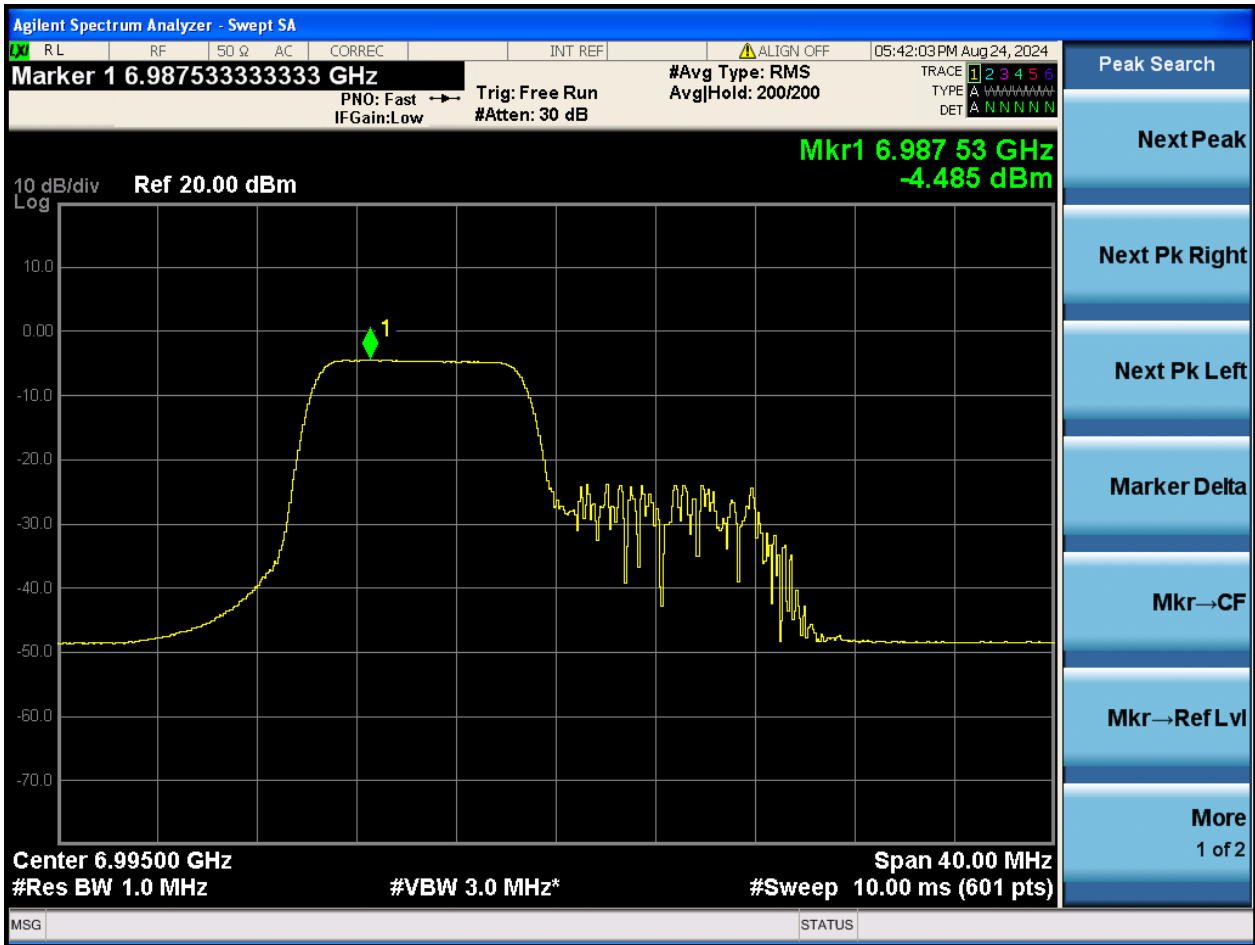 Agilent Spectrum Analyzer - Swept SA
LXI RL RF 50 Ω AC CORREC INT REF ALIGN OFF 05:42:03 PM Aug 24, 2024
Marker 1 6.987533333333 GHz
PNO: Fast
IFGain:Low
Trig: Free Run
#Atten: 30 dB
#Avg Type: RMS
Avg|Hold: 200/200
TRACE 1 2 3 4 5 6
TYPE A WWWWW
DET A N N N N N
Mkr1 6.987 53 GHz
-4.485 dBm
10 dB/div Ref 20.00 dBm
Log
10.0
0.00
-10.0
-20.0
-30.0
-40.0
-50.0
-60.0
-70.0
1
Center 6.99500 GHz Span 40.00 MHz
#Res BW 1.0 MHz #VBW 3.0 MHz* #Sweep 10.00 ms (601 pts)
MSG STATUS
Peak Search
Next Peak
Next Pk Right
Next Pk Left
Marker Delta
Mkr→CF
Mkr→Ref Lvl
More
1 of 2